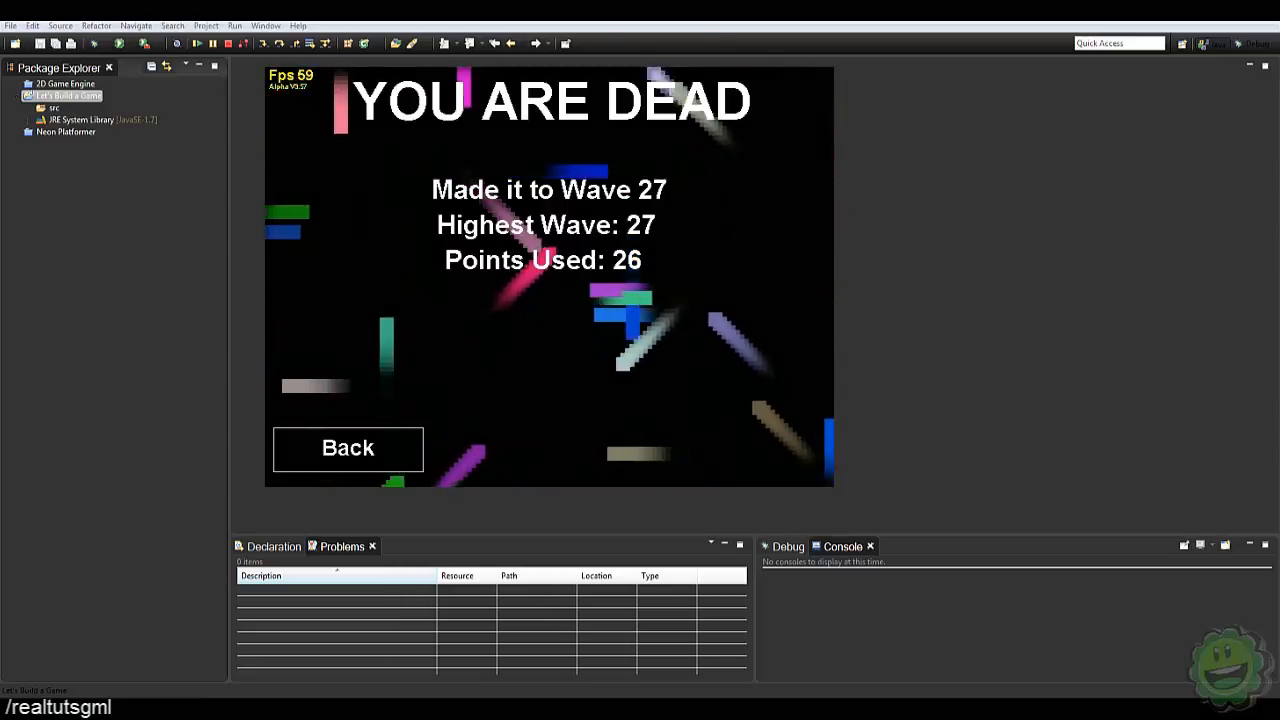 File Edit Source Refactor Navigate Search Project Run Window Help
Quick Access
Debug
Package Explorer
2D Game Engine
Let's Build a Game
src
JRE System Library [JavaSE-1.7]
Neon Platformer
Fps 59
Alpha V3.57
YOU ARE DEAD
Made it to Wave 27
Highest Wave: 27
Points Used: 26
Back
Declaration Problems
0 items
Description Resource Path Location Type
Debug Console
No consoles to display at this time.
Let's Build a Game
/realtutsgml